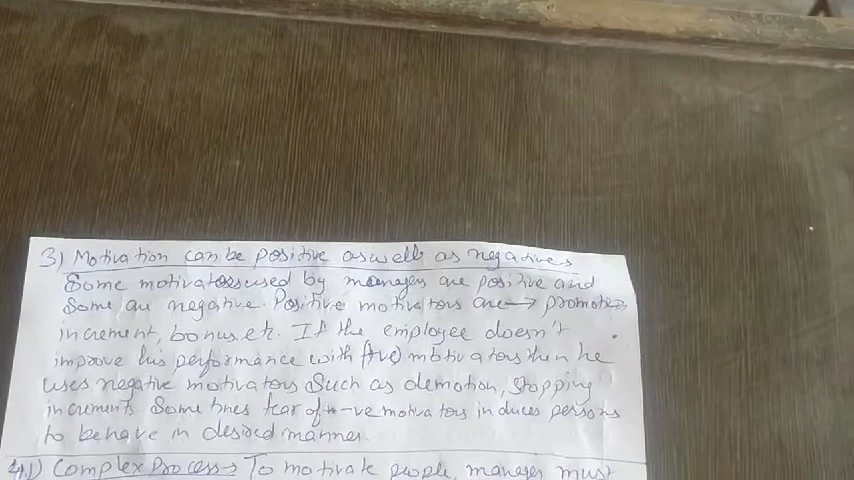 3) Motivation can be positive aswell as negatives
Some motivators used by managers are positive and
Some are negative. Positive motivators are → promotion,
increment, bonus etc. If the employee doesn't
improve his performance with (+ve) motivators then he
uses negative motivators Such as demotion, stopping
increments. Some times fear of -ve motivators induces persons
to behave in desired manner
4.) Complex Process → To motivate people, manager must